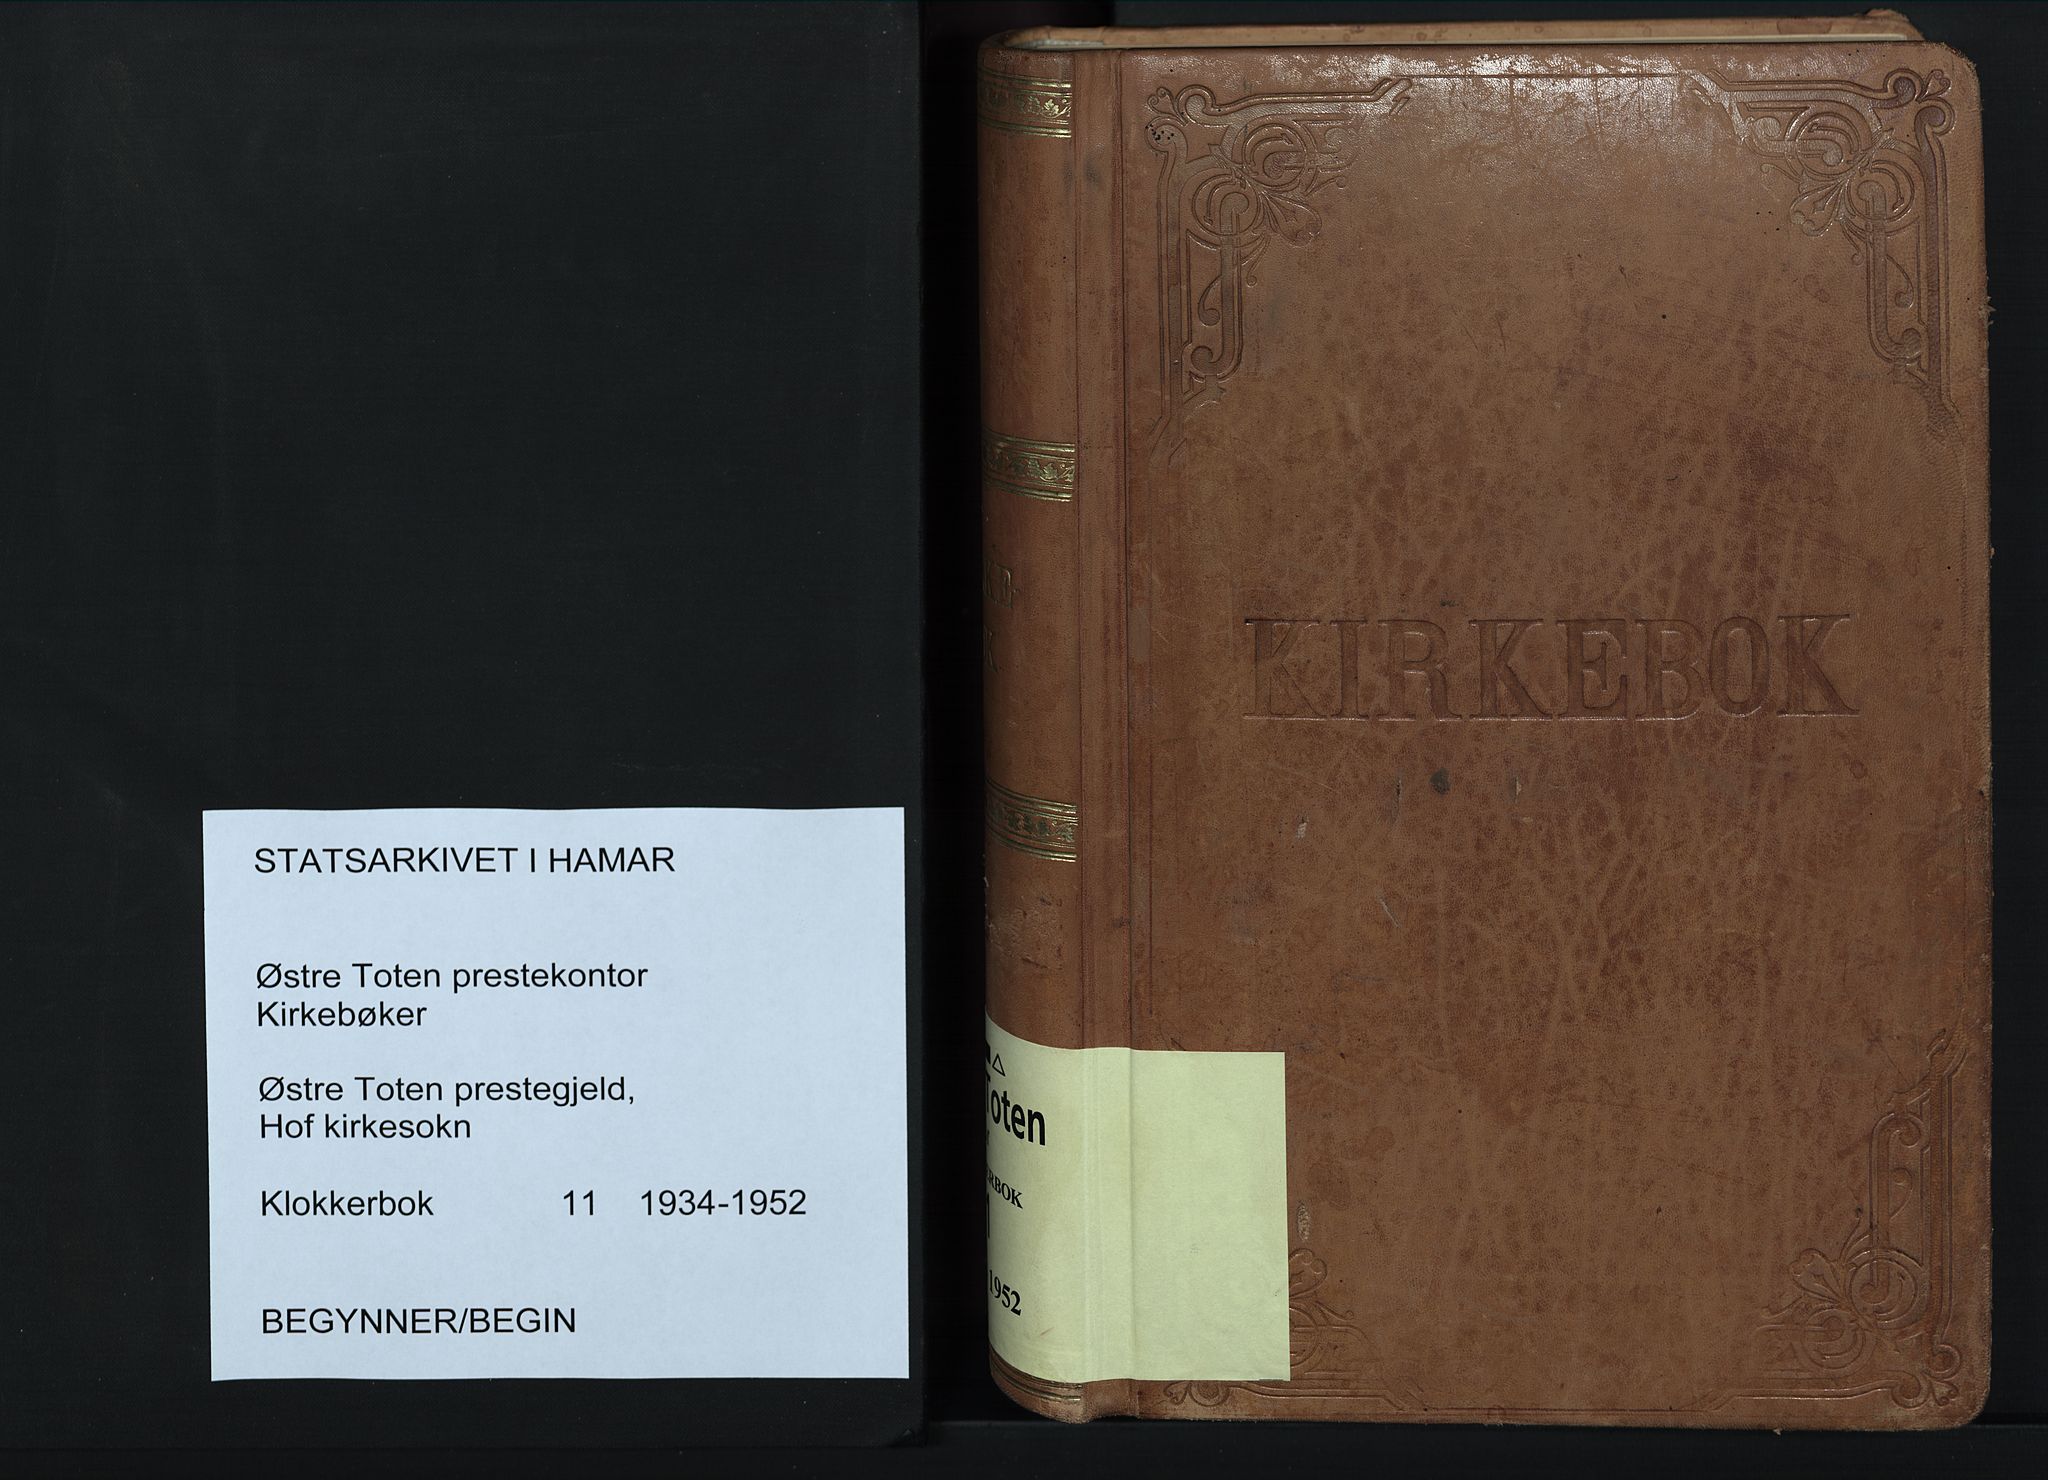 STATSARKIVET I HAMAR
Østre Toten prestekontor
Kirkebøker
Østre Toten prestegjeld,
Hof kirkesokn
Klokkerbok 11 1934-1952
BEGYNNER/BEGIN
KIRKEBOK
Toten
1952